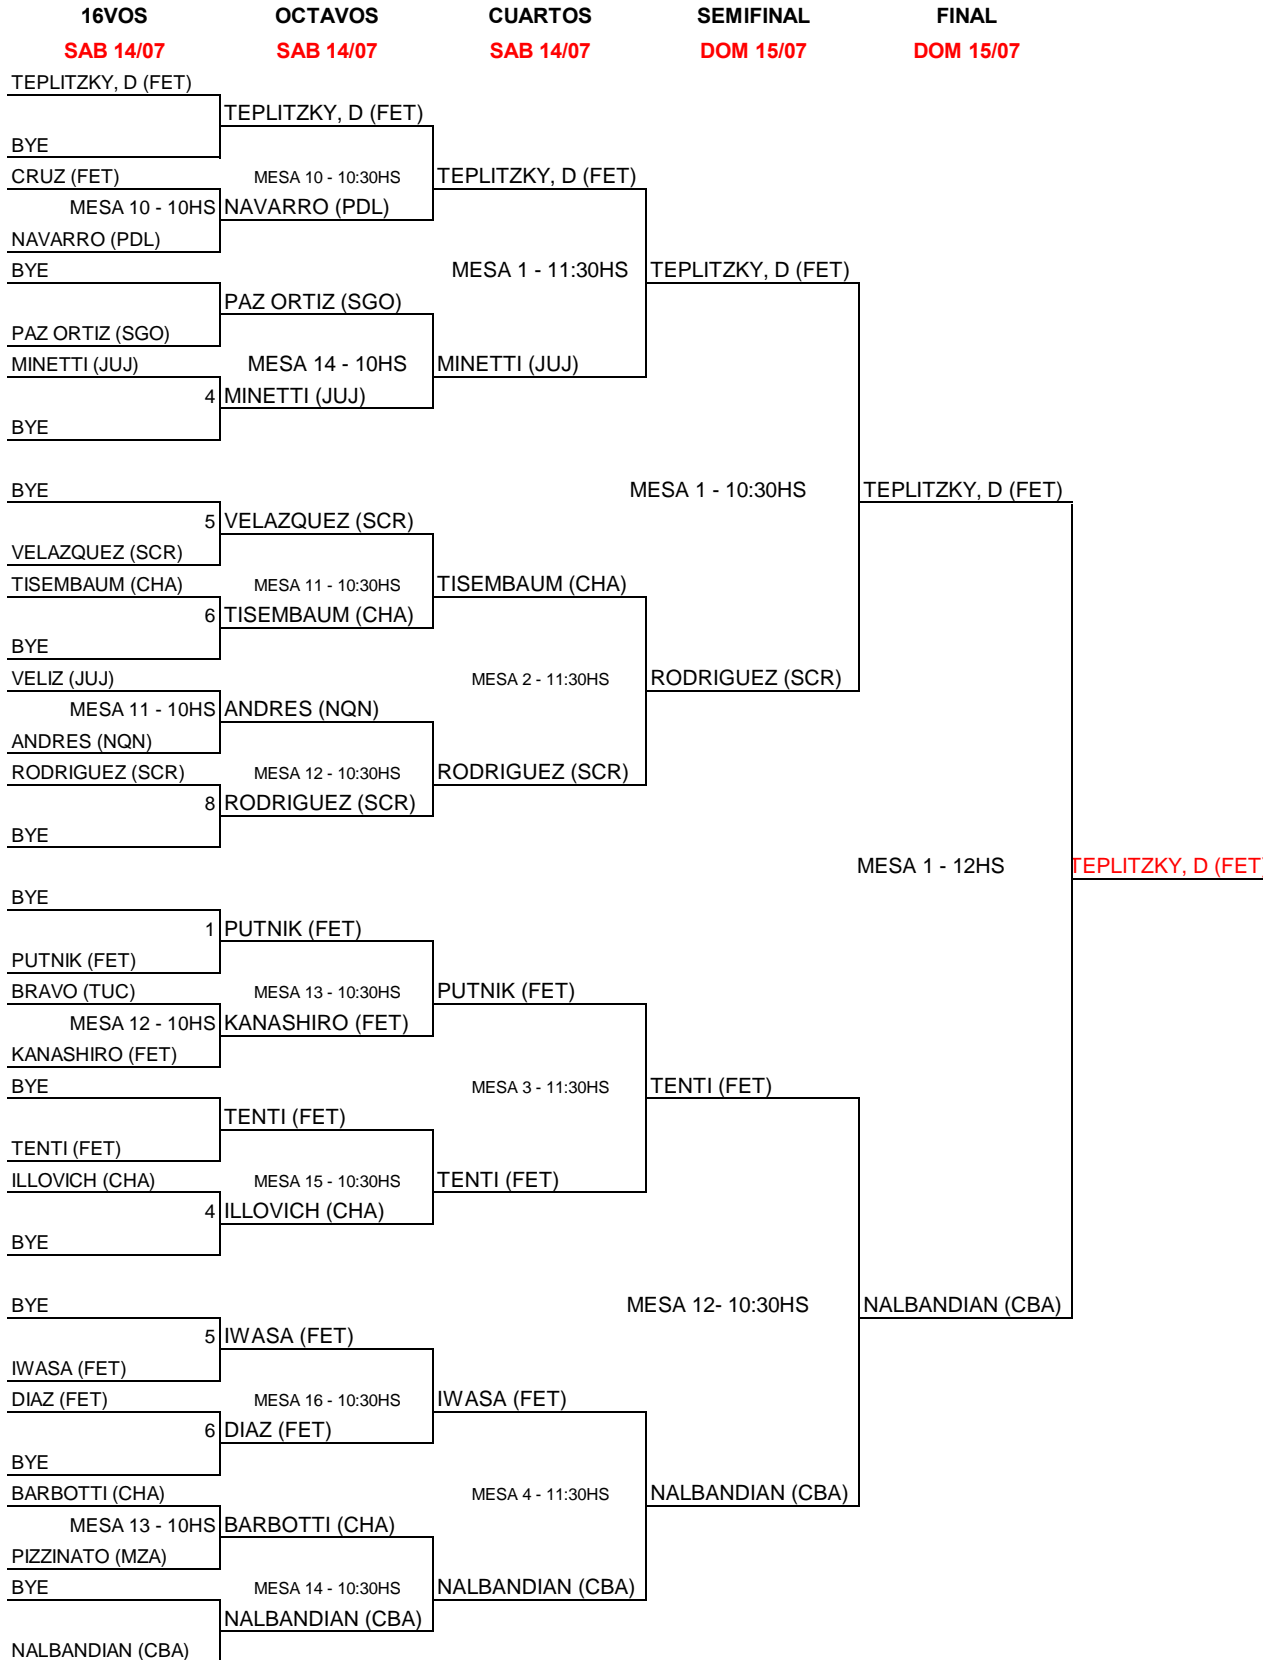 16VOS OCTAVOS CUARTOS SEMIFINAL FINAL
SAB 14/07 SAB 14/07 SAB 14/07 DOM 15/07 DOM 15/07
TEPLITZKY, D (FET)
TEPLITZKY, D (FET)
BYE
CRUZ (FET) MESA 10 - 10:30HS TEPLITZKY, D (FET)
MESA 10 - 10HS NAVARRO (PDL)
NAVARRO (PDL)
BYE MESA 1 - 11:30HS TEPLITZKY, D (FET)
PAZ ORTIZ (SGO)
PAZ ORTIZ (SGO)
MINETTI (JUJ) MESA 14 - 10HS MINETTI (JUJ)
4 MINETTI (JUJ)
BYE
BYE MESA 1 - 10:30HS TEPLITZKY, D (FET)
5 VELAZQUEZ (SCR)
VELAZQUEZ (SCR)
TISEMBAUM (CHA) MESA 11 - 10:30HS TISEMBAUM (CHA)
6 TISEMBAUM (CHA)
BYE
VELIZ (JUJ) MESA 2 - 11:30HS RODRIGUEZ (SCR)
MESA 11 - 10HS ANDRES (NQN)
ANDRES (NQN)
RODRIGUEZ (SCR) MESA 12 - 10:30HS RODRIGUEZ (SCR)
8 RODRIGUEZ (SCR)
BYE
MESA 1 - 12HS TEPLITZKY, D (FET)
BYE
1 PUTNIK (FET)
PUTNIK (FET)
BRAVO (TUC) MESA 13 - 10:30HS PUTNIK (FET)
MESA 12 - 10HS KANASHIRO (FET)
KANASHIRO (FET)
BYE MESA 3 - 11:30HS TENTI (FET)
TENTI (FET)
TENTI (FET)
ILLOVICH (CHA) MESA 15 - 10:30HS TENTI (FET)
4 ILLOVICH (CHA)
BYE
BYE MESA 12- 10:30HS NALBANDIAN (CBA)
5 IWASA (FET)
IWASA (FET)
DIAZ (FET) MESA 16 - 10:30HS IWASA (FET)
6 DIAZ (FET)
BYE
BARBOTTI (CHA) MESA 4 - 11:30HS NALBANDIAN (CBA)
MESA 13 - 10HS BARBOTTI (CHA)
PIZZINATO (MZA)
BYE MESA 14 - 10:30HS NALBANDIAN (CBA)
NALBANDIAN (CBA)
NALBANDIAN (CBA)